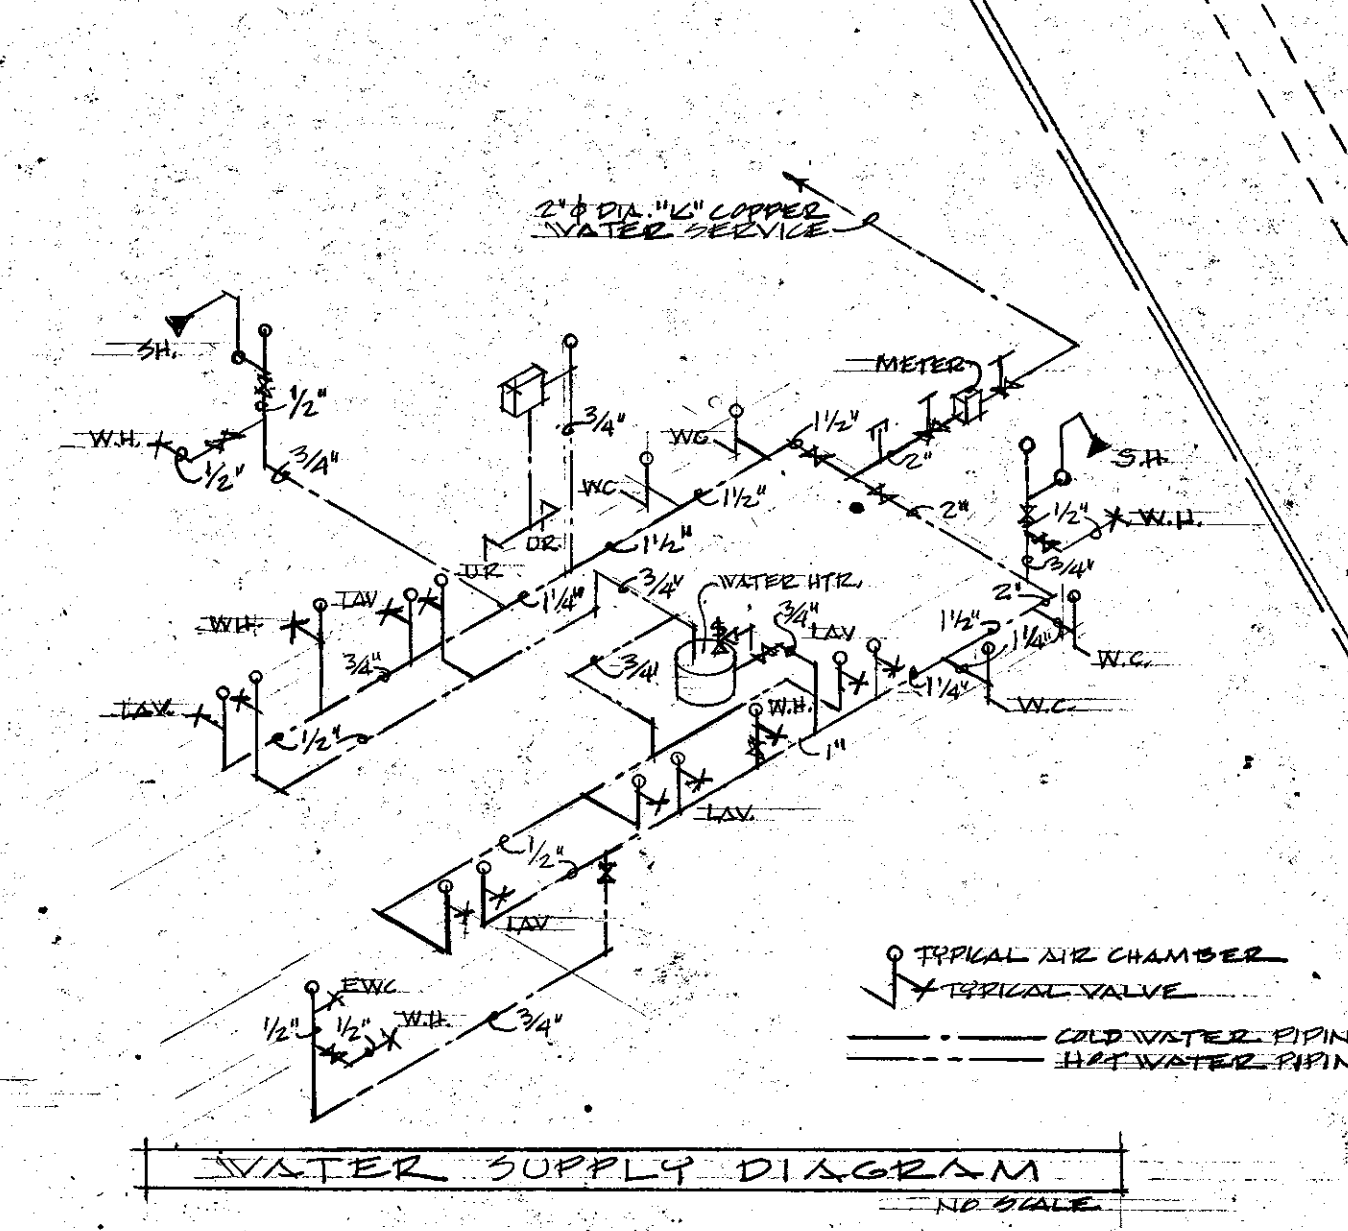 2"ϕ DIA. "K" COPPER
WATER SERVICE
SH.
METER
1/2"
3/4"
1 1/2"
W.H.
WC.
2"
S.H.
1/2"
3/4"
WC.
1 1/2"
2"
1/2"
W.H.
UR.
1 1/2"
3/4"
UR
3/4"
WATER HTR.
2"
W.H.
LAV
1 1/4"
3/4"
LAV
1 1/2"
1 1/4"
3/4"
3/4"
W.C.
1 1/4"
LAV.
W.H.
W.C.
1/2"
1"
LAV.
1/2"
LAV
TYPICAL AIR CHAMBER
EWC
TYPICAL VALVE
1/2"
1/2"
W.H.
3/4"
COLD WATER PIPIN
HOT WATER PIPIN
WATER SUPPLY DIAGRAM
NO SCALE